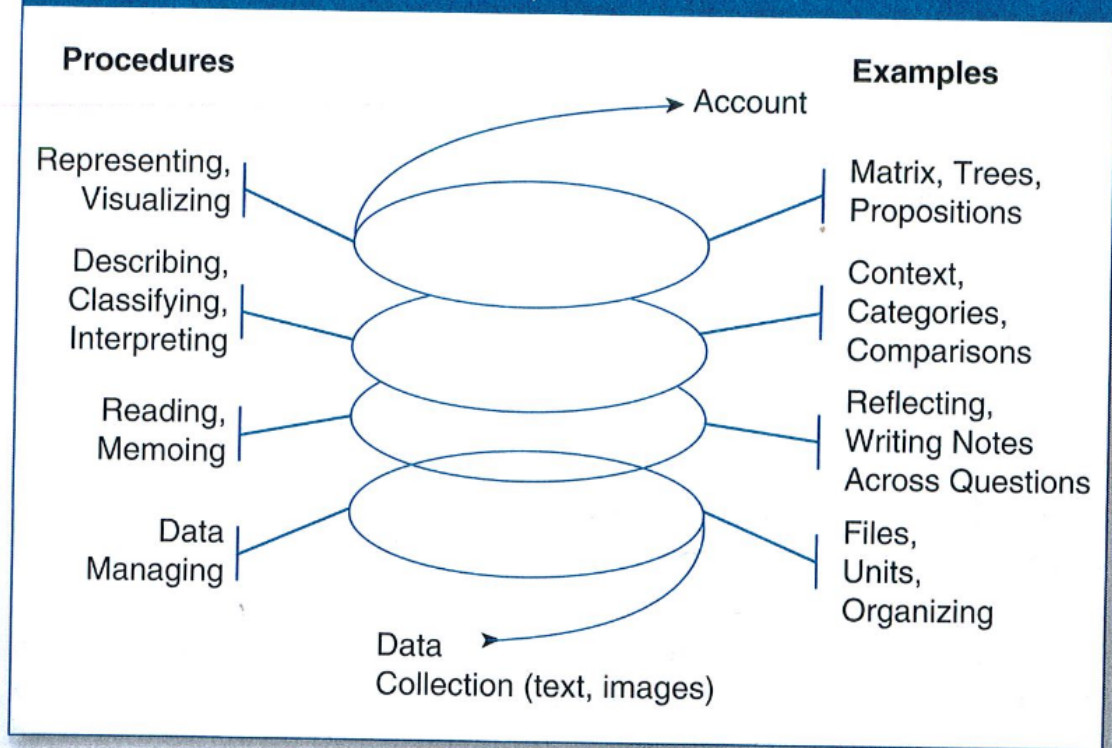 Procedures
Examples
Account
Representing,
Visualizing
Matrix, Trees,
Propositions
Describing,
Classifying,
Interpreting
Context,
Categories,
Comparisons
Reading,
Memoing
Reflecting,
Writing Notes
Across Questions
Data
Managing
Files,
Units,
Organizing
Data
Collection (text, images)